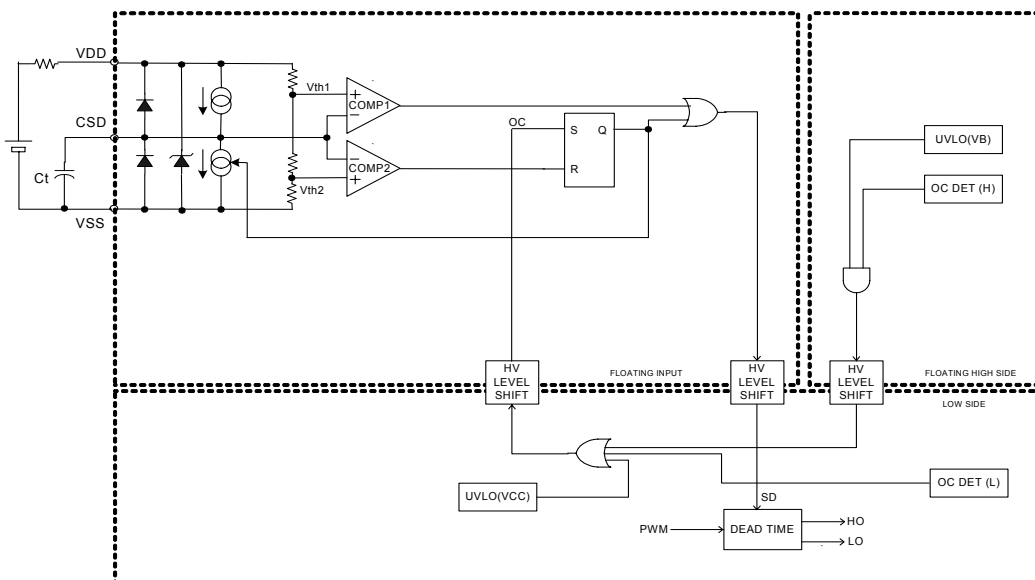 VDD
Vth1
COMP1
OC
S
Q
UVLO(VB)
CSD
R
COMP2
OC DET (H)
Ct
Vth2
VSS
HV
LEVEL
SHIFT
FLOATING INPUT
HV
LEVEL
SHIFT
HV
LEVEL
SHIFT
FLOATING HIGH SIDE
LOW SIDE
UVLO(VCC)
OC DET (L)
SD
PWM
DEAD TIME
HO
LO